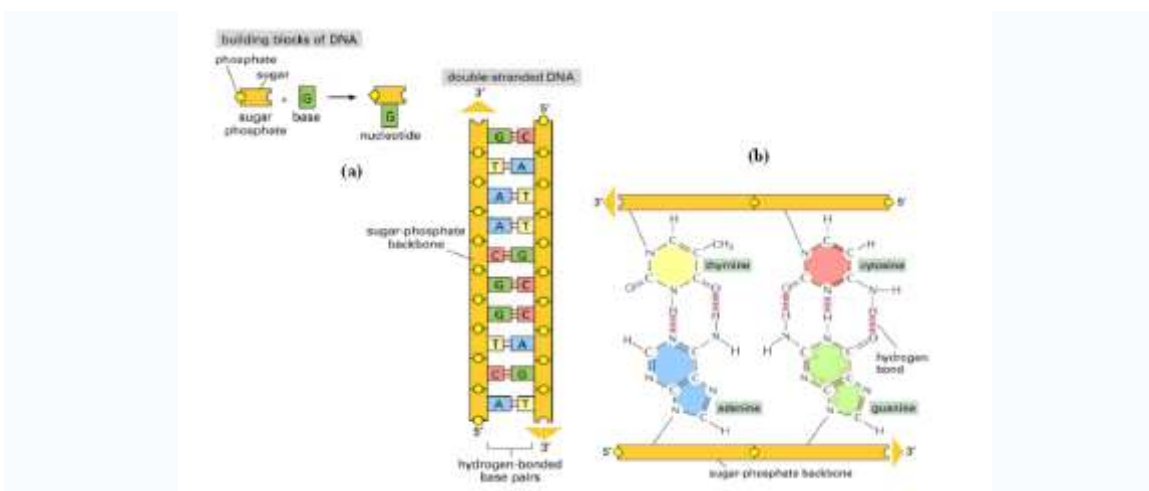 building blocks of DNA
phosphate
sugar
G
sugar
phosphate
base
G
nucleotide
(a)
double-stranded DNA
3'
5'
G C
T A
A T
A T
C G
G C
G C
T A
C G
A T
sugar-phosphate
backbone
5'
3'
hydrogen-bonded
base pairs
(b)
3'
5'
H
H
N
C
C
CH3
N
C
C
H
thymine
cytosine
O
C
C
O
O
C
C
N
H
N
N
H
H
H
H
N
N
N
H
C
C
C
H
H
N
C
O
hydrogen
bond
N
C
C
N
N
C
C
N
adenine
guanine
N
C
H
N
C
H
5'
3'
sugar-phosphate backbone